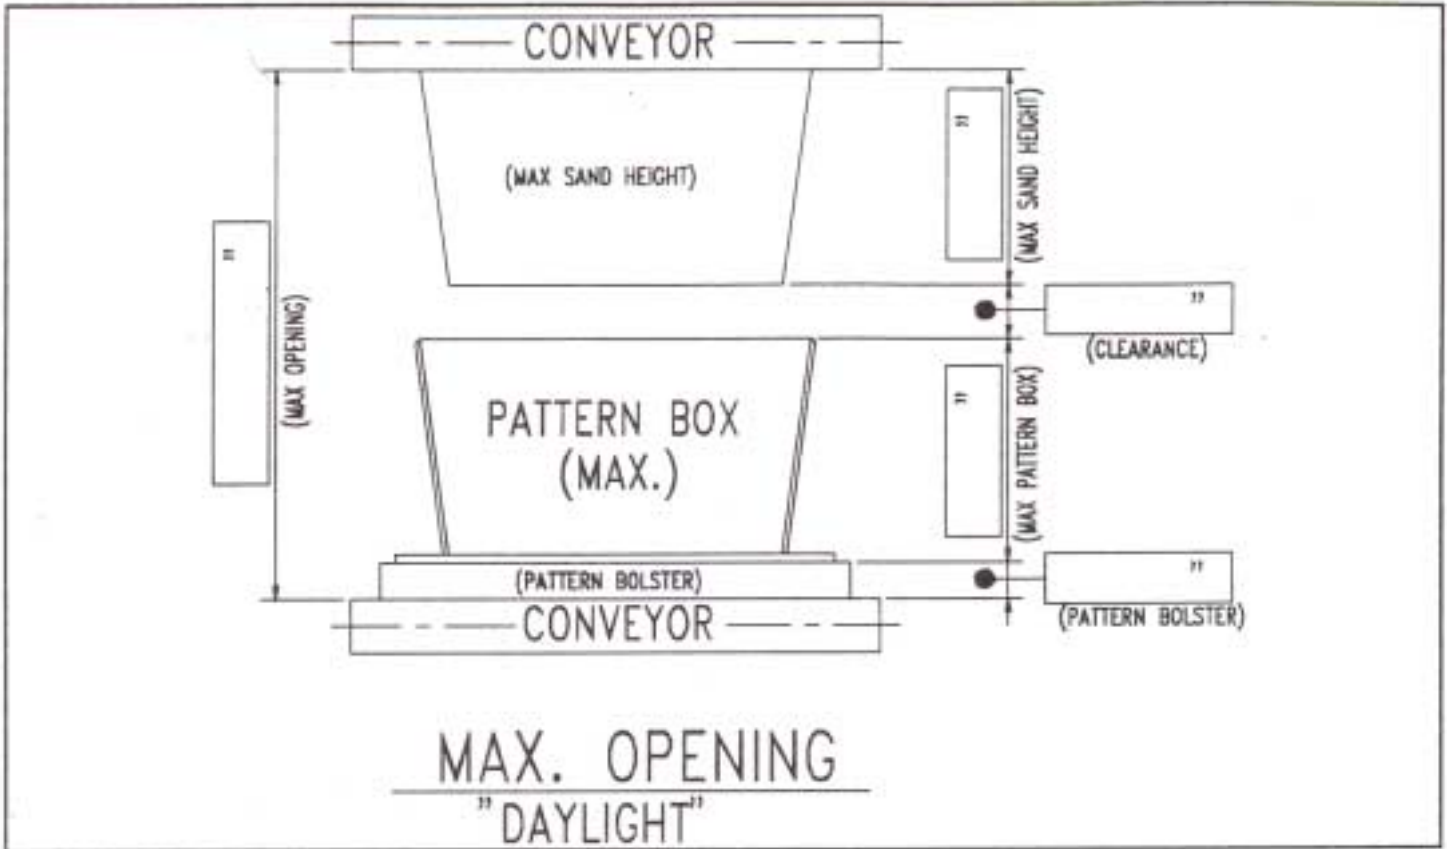 CONVEYOR
(MAX SAND HEIGHT)
"
(MAX SAND HEIGHT)
"
(MAX OPENING)
"
(CLEARANCE)
PATTERN BOX
(MAX.)
"
(MAX PATTERN BOX)
(PATTERN BOLSTER)
"
(PATTERN BOLSTER)
CONVEYOR
MAX. OPENING
"DAYLIGHT"